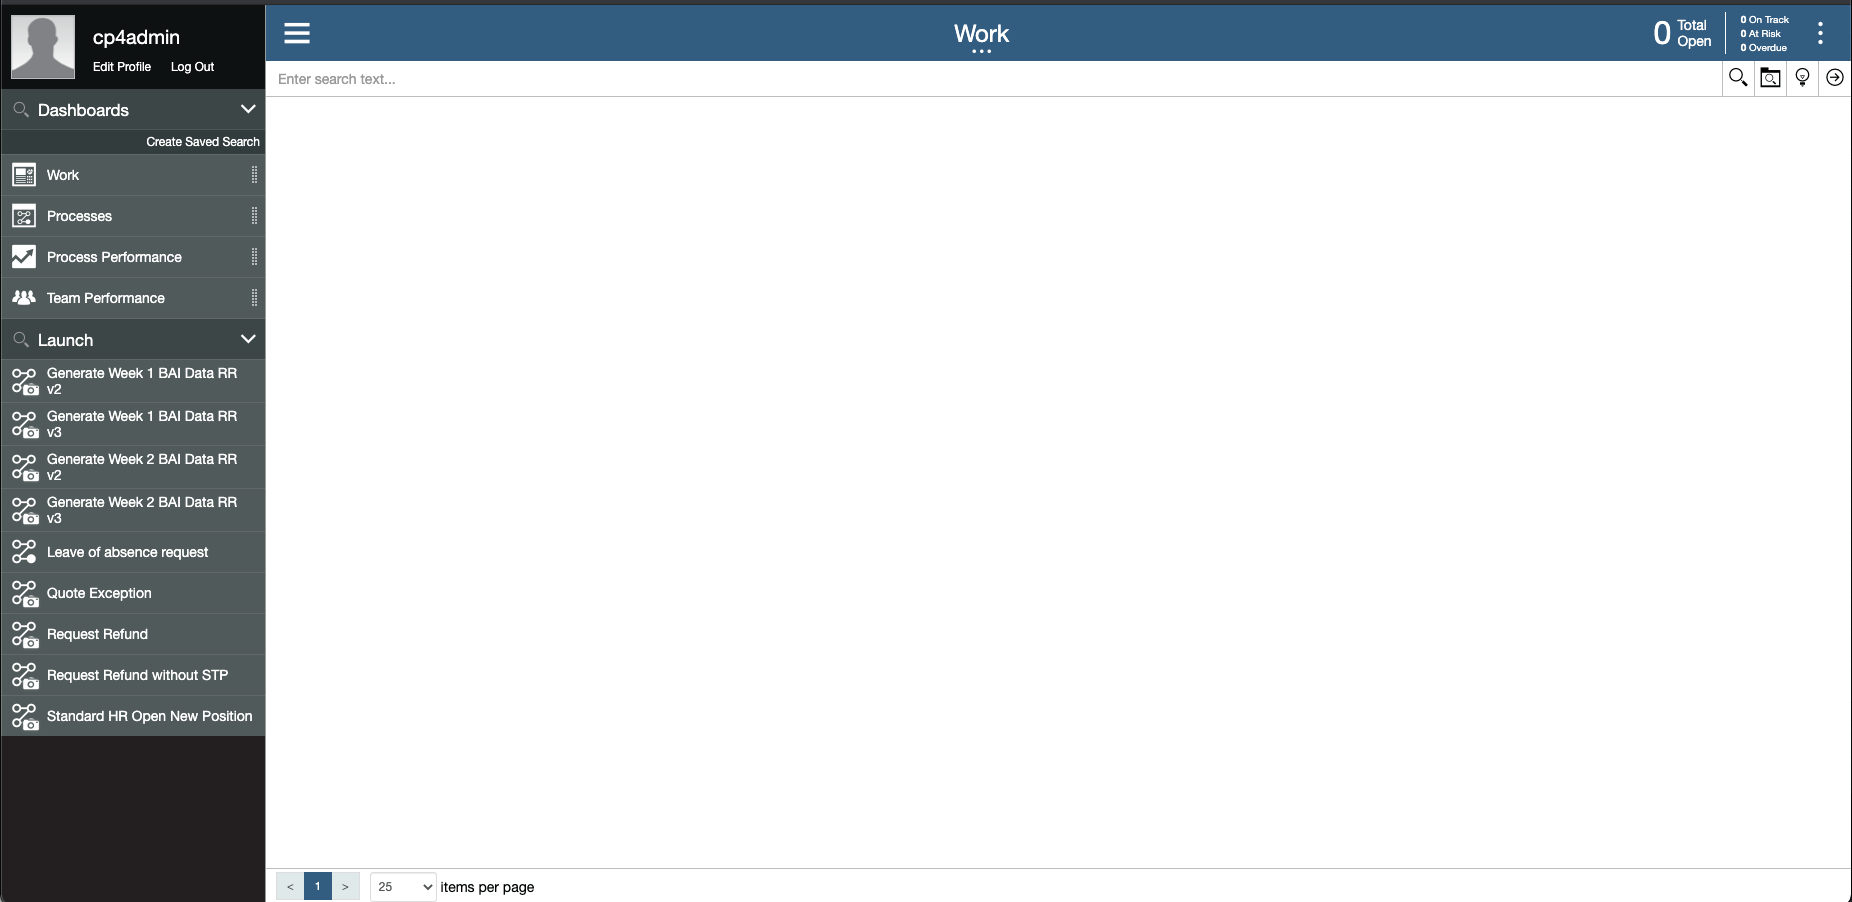 cp4admin
Edit Profile Log Out
Dashboards
Create Saved Search
Work
Processes
Process Performance
Team Performance
Launch
Generate Week 1 BAI Data RR
v2
Generate Week 1 BAI Data RR
v3
Generate Week 2 BAI Data RR
v2
Generate Week 2 BAI Data RR
v3
Leave of absence request
Quote Exception
Request Refund
Request Refund without STP
Standard HR Open New Position
Work
0 Total Open
0 On Track
0 At Risk
0 Overdue
Enter search text...
< 1 > 25 items per page